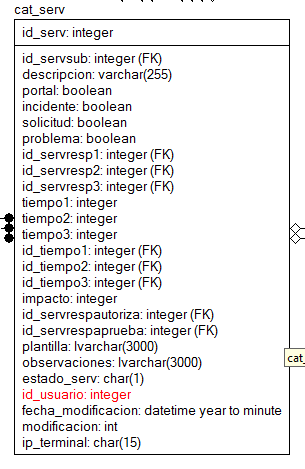 cat_serv
id_serv: integer
id_servsub: integer (FK)
descripcion: varchar(255)
portal: boolean
incidente: boolean
solicitud: boolean
problema: boolean
id_servresp1: integer (FK)
id_servresp2: integer (FK)
id_servresp3: integer (FK)
tiempo1: integer
tiempo2: integer
tiempo3: integer
id_tiempo1: integer (FK)
id_tiempo2: integer (FK)
id_tiempo3: integer (FK)
impacto: integer
id_servrespautoriza: integer (FK)
id_servrespaprueba: integer (FK)
plantilla: lvarchar(3000)
observaciones: lvarchar(3000)
cat_
estado_serv: char(1)
id_usuario: integer
fecha_modificacion: datetime year to minute
modificacion: int
ip_terminal: char(15)